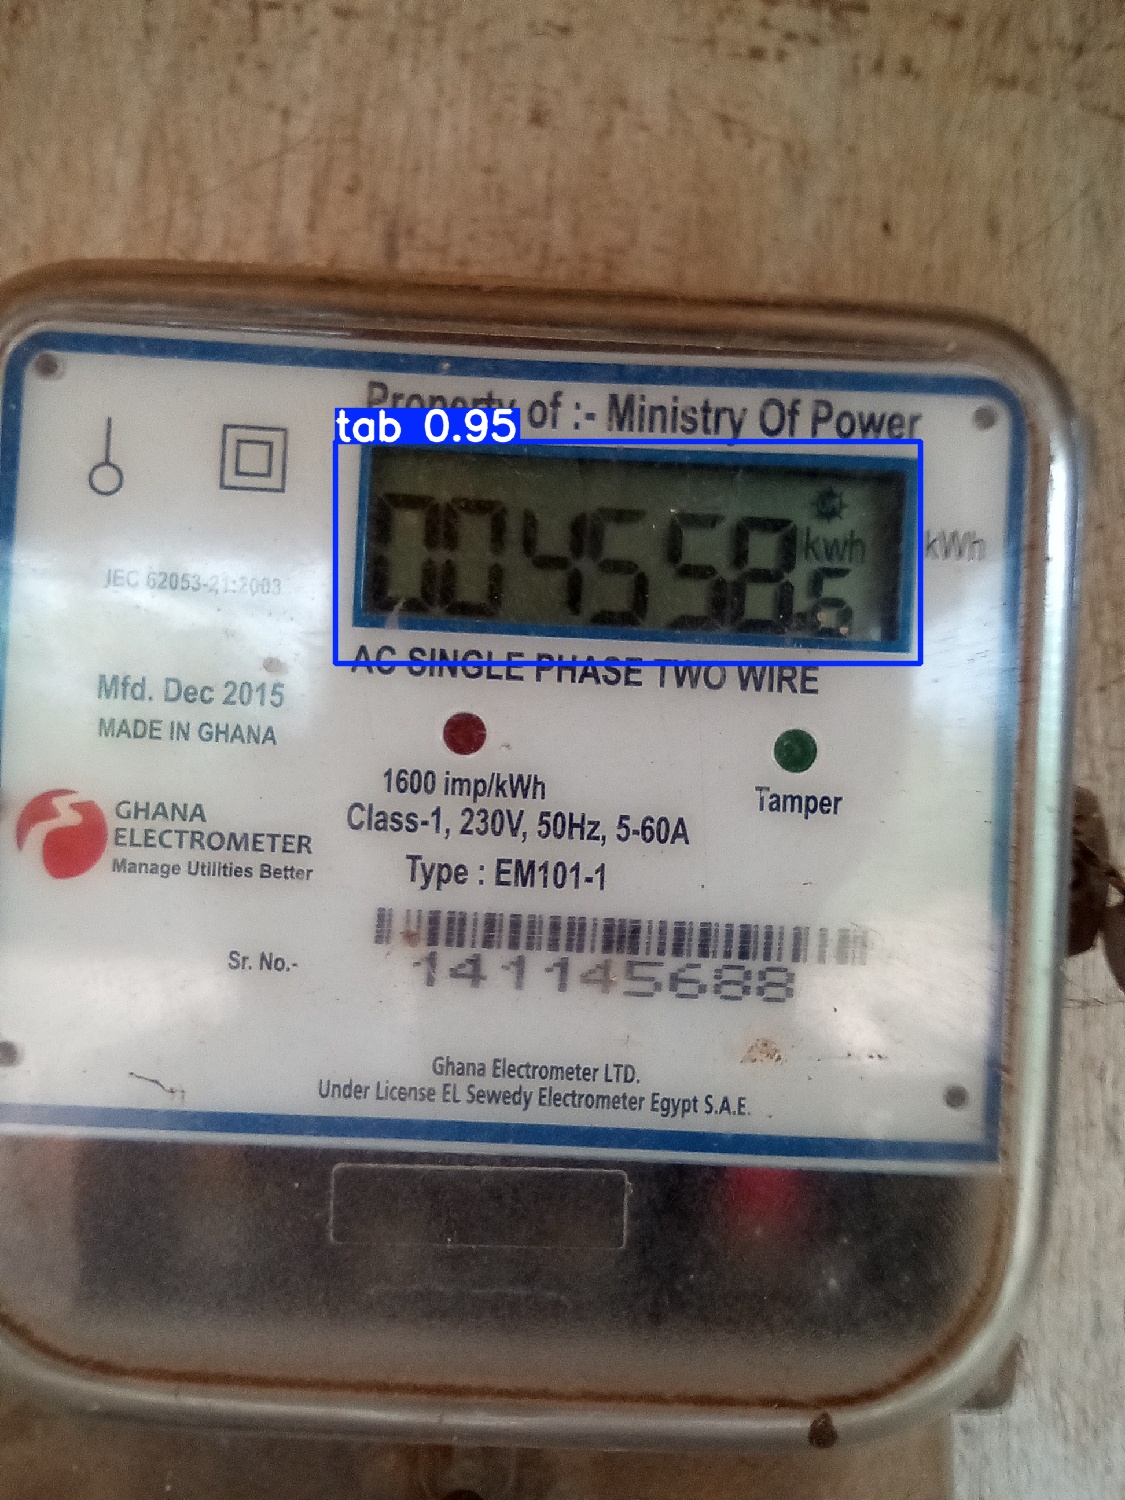 Property of :- Ministry Of Power
tab 0.95
004558.6
kwh
kWh
IEC 62053-21:2003
AC SINGLE PHASE TWO WIRE
Mfd. Dec 2015
MADE IN GHANA
1600 imp/kWh
Tamper
Class-1, 230V, 50Hz, 5-60A
GHANA
ELECTROMETER
Manage Utilities Better
Type : EM101-1
Sr. No.-
141145688
Ghana Electrometer LTD.
Under License EL Sewedy Electrometer Egypt S.A.E.